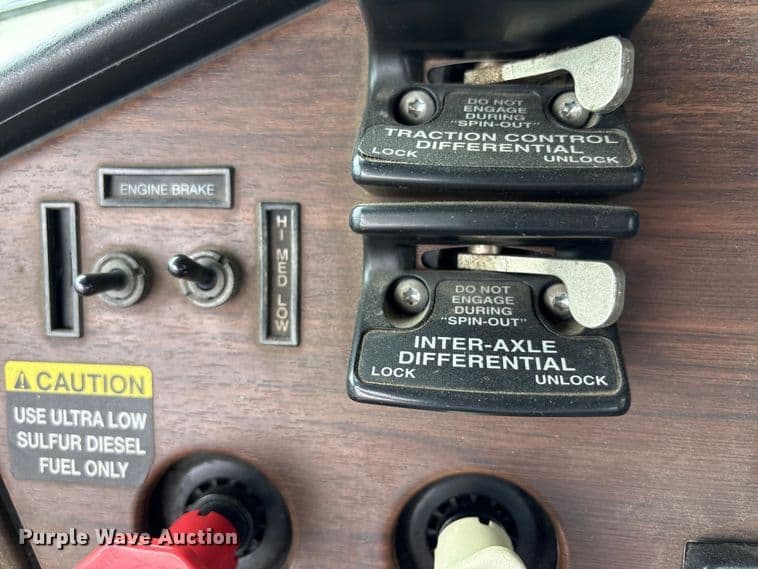 DO NOT
ENGAGE
DURING
"SPIN-OUT"
TRACTION CONTROL
DIFFERENTIAL
LOCK
UNLOCK
ENGINE BRAKE
HI MED LOW
DO NOT
ENGAGE
DURING
"SPIN-OUT"
INTER-AXLE
DIFFERENTIAL
LOCK
UNLOCK
CAUTION
USE ULTRA LOW
SULFUR DIESEL
FUEL ONLY
Purple Wave Auction